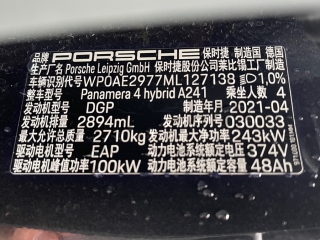 品牌 PORSCHE 保时捷 制造国 德国
生产厂名 Porsche Leipzig GmbH 保时捷股份公司莱比锡工厂制造
车辆识别代号 WP0AE2977ML127138 1,0%
整车型号 Panamera 4 hybrid A241 乘坐人数 4
发动机型号 DGP 制造年月 2021-04
发动机排量 2894mL 发动机序列号 030033
最大允许总质量 2710kg 发动机最大净功率 243kW
驱动电机型号 EAP 动力电池系统额定电压 374V
驱动电机峰值功率 100kW 动力电池系统额定容量 48Ah